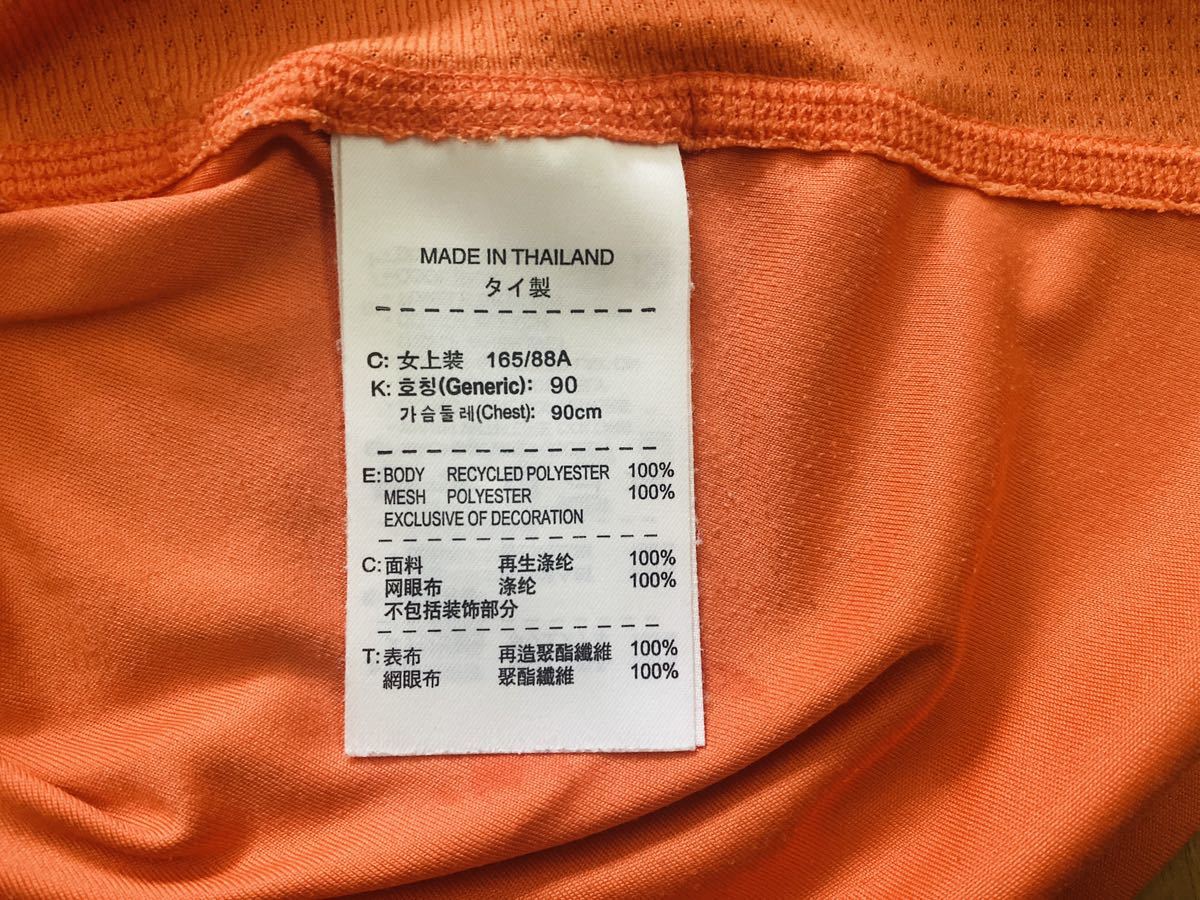 MADE IN THAILAND
タイ製
C: 女上装 165/88A
K: 호칭(Generic): 90
가슴둘레(Chest): 90cm
E: BODY RECYCLED POLYESTER 100%
MESH POLYESTER 100%
EXCLUSIVE OF DECORATION
C: 面料 再生涤纶 100%
网眼布 涤纶 100%
不包括装饰部分
T: 表布 再造聚酯纖維 100%
網眼布 聚酯纖維 100%